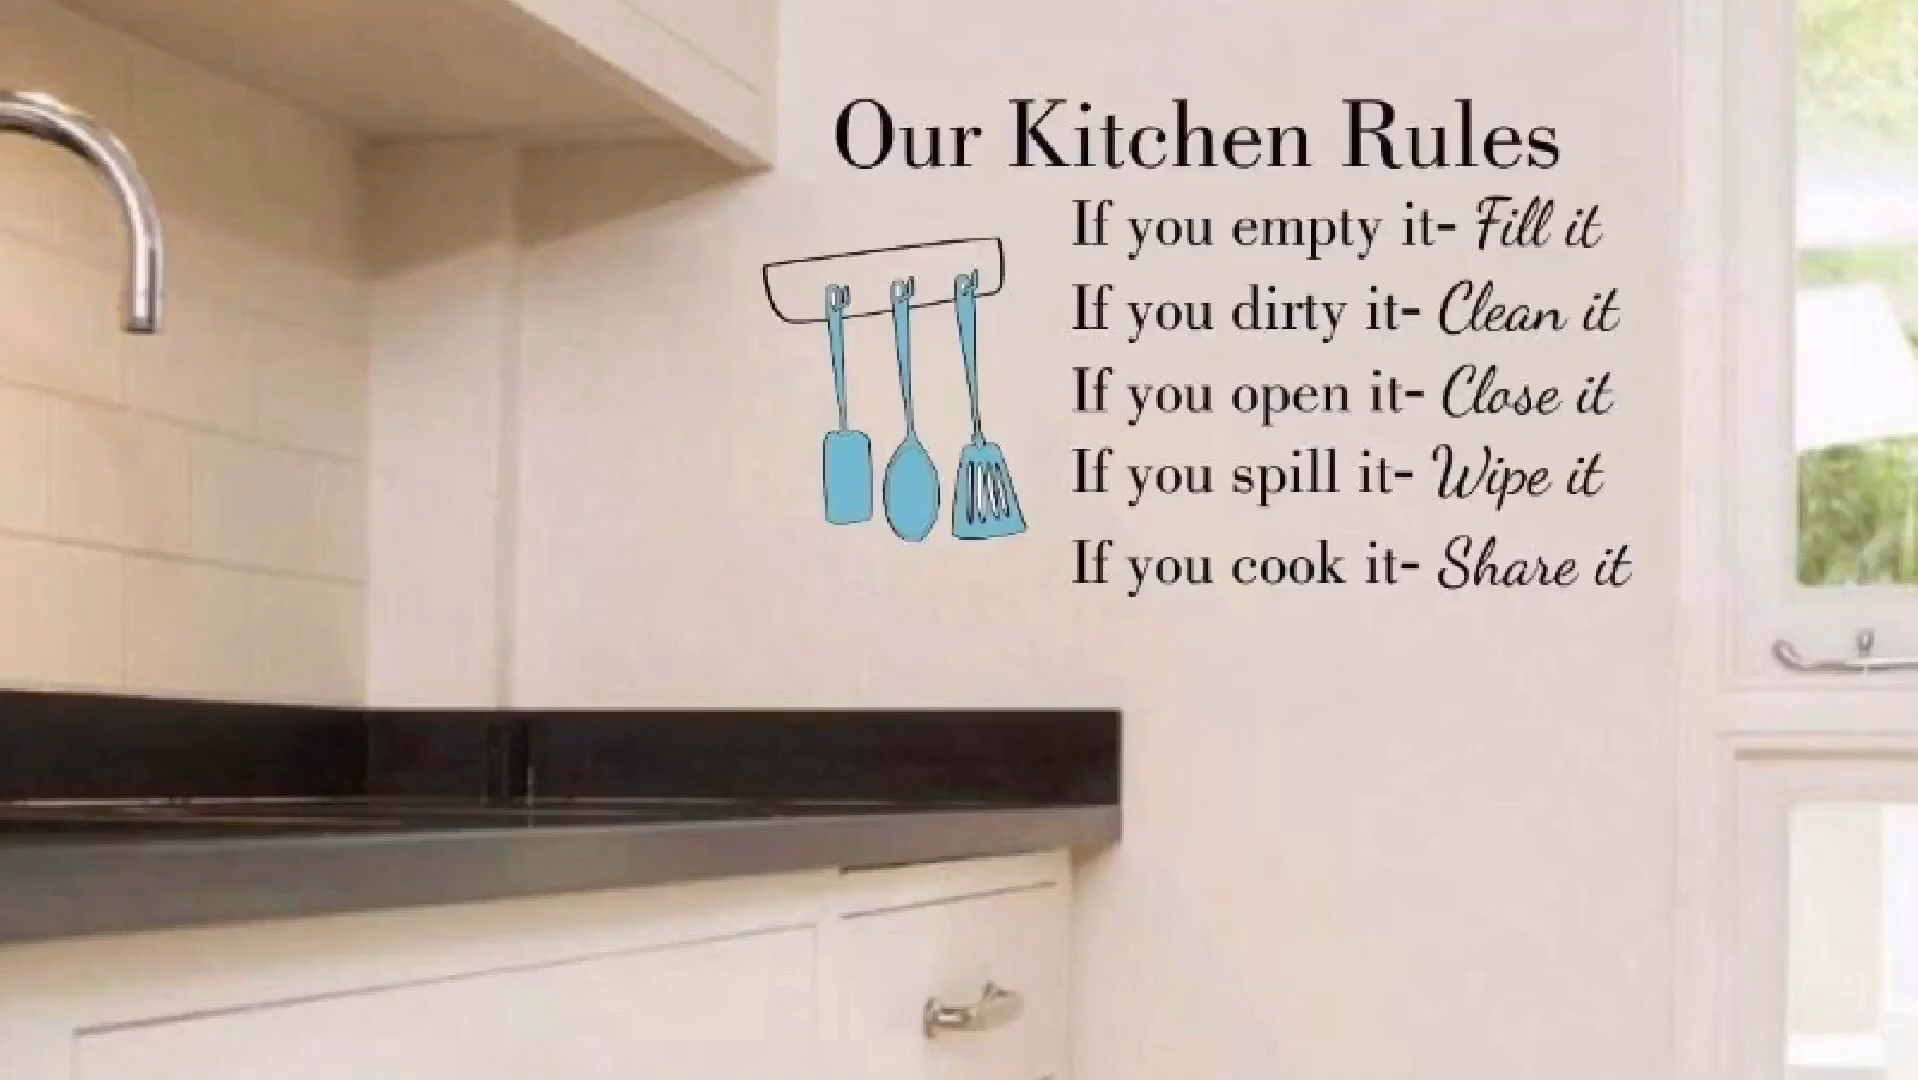 Our Kitchen Rules
If you empty it- Fill it
If you dirty it- Clean it
If you open it- Close it
If you spill it- Wipe it
If you cook it- Share it